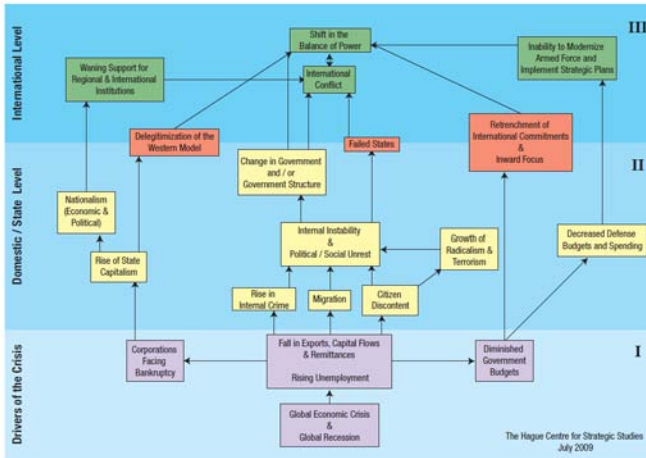 International Level
III
Shift in the
Balance of Power
Waning Support for
Regional & International
Institutions
International
Conflict
Inability to Modernize
Armed Force and
Implement Strategic Plans
Delegitimization of the
Western Model
Failed States
Retrenchment of
International Commitments
&
Inward Focus
Domestic / State Level
II
Change in Government
and / or
Government Structure
Nationalism
(Economic &
Political)
Internal Instability
&
Political / Social Unrest
Growth of
Radicalism &
Terrorism
Decreased Defense
Budgets and Spending
Rise of State
Capitalism
Rise in
Internal Crime
Migration
Citizen
Discontent
Drivers of the Crisis
I
Corporations
Facing
Bankruptcy
Fall in Exports, Capital Flows
& Remittances
Rising Unemployment
Diminished
Government
Budgets
Global Economic Crisis
&
Global Recession
The Hague Centre for Strategic Studies
July 2009